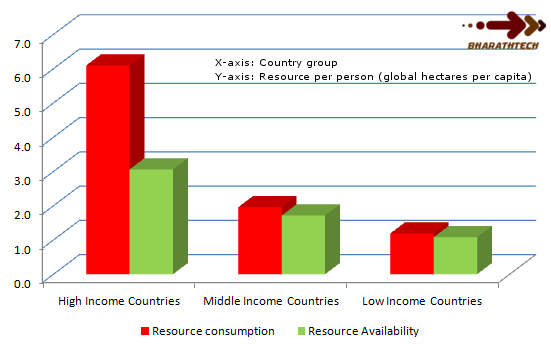 BHARATHTECH
7.0
X-axis: Country group
6.0
Y-axis: Resource per person (global hectares per capita)
5.0
4.0
3.0
2.0
1.0
0.0
High Income Countries Middle Income Countries Low Income Countries
Resource consumption Resource Availability